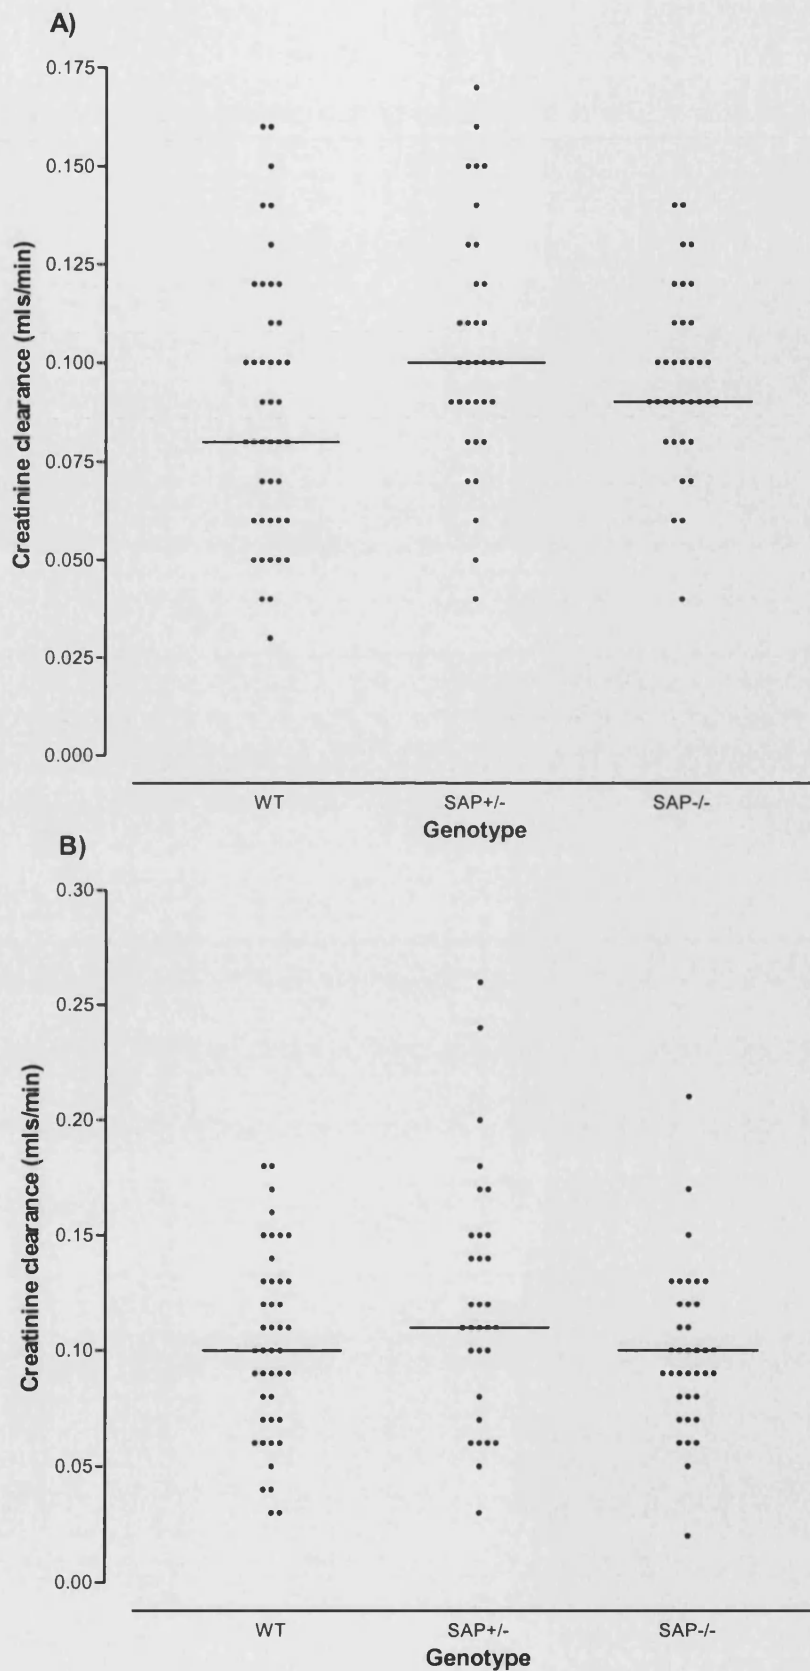 A)
Creatinine clearance (mls/min)
0.175
0.150
0.125
0.100
0.075
0.050
0.025
0.000
WT SAP+/- SAP-/-
Genotype
B)
Creatinine clearance (mls/min)
0.30
0.25
0.20
0.15
0.10
0.05
0.00
WT SAP+/- SAP-/-
Genotype